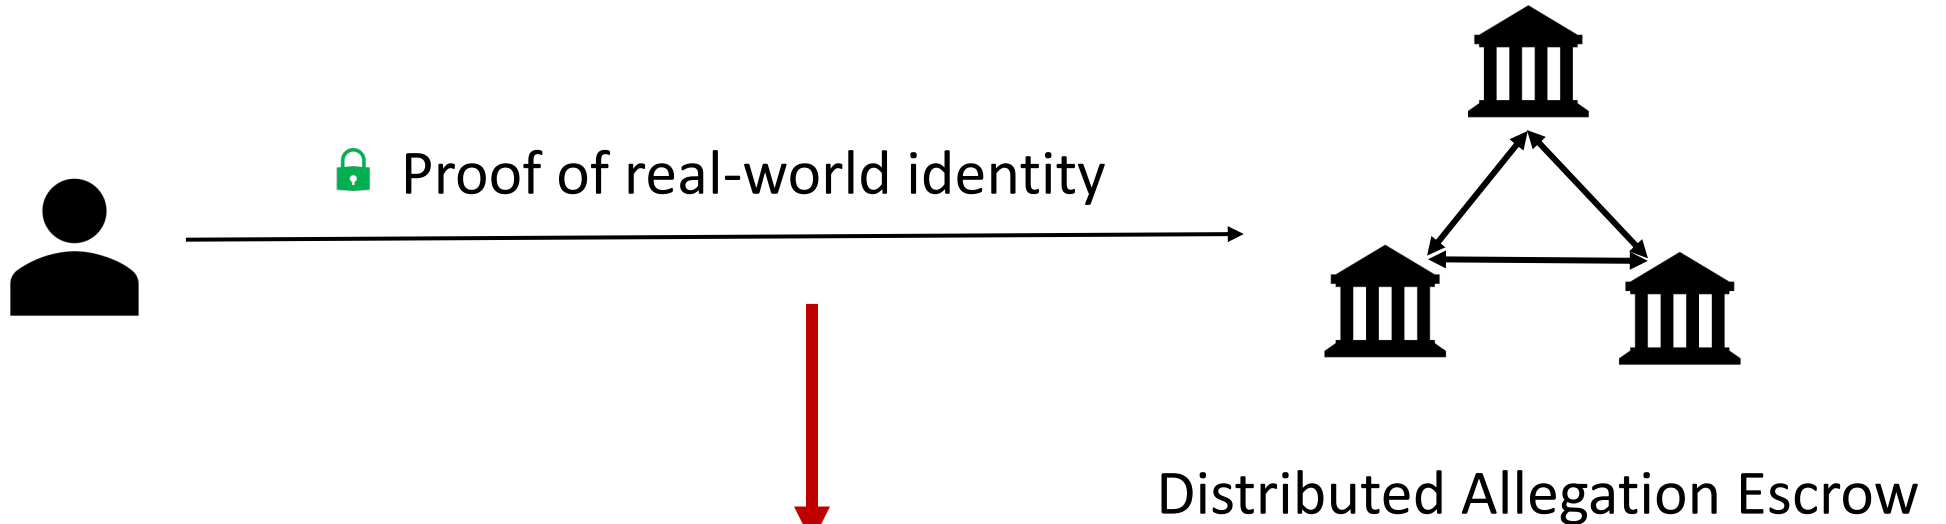 Proof of real-world identity
Distributed Allegation Escrow